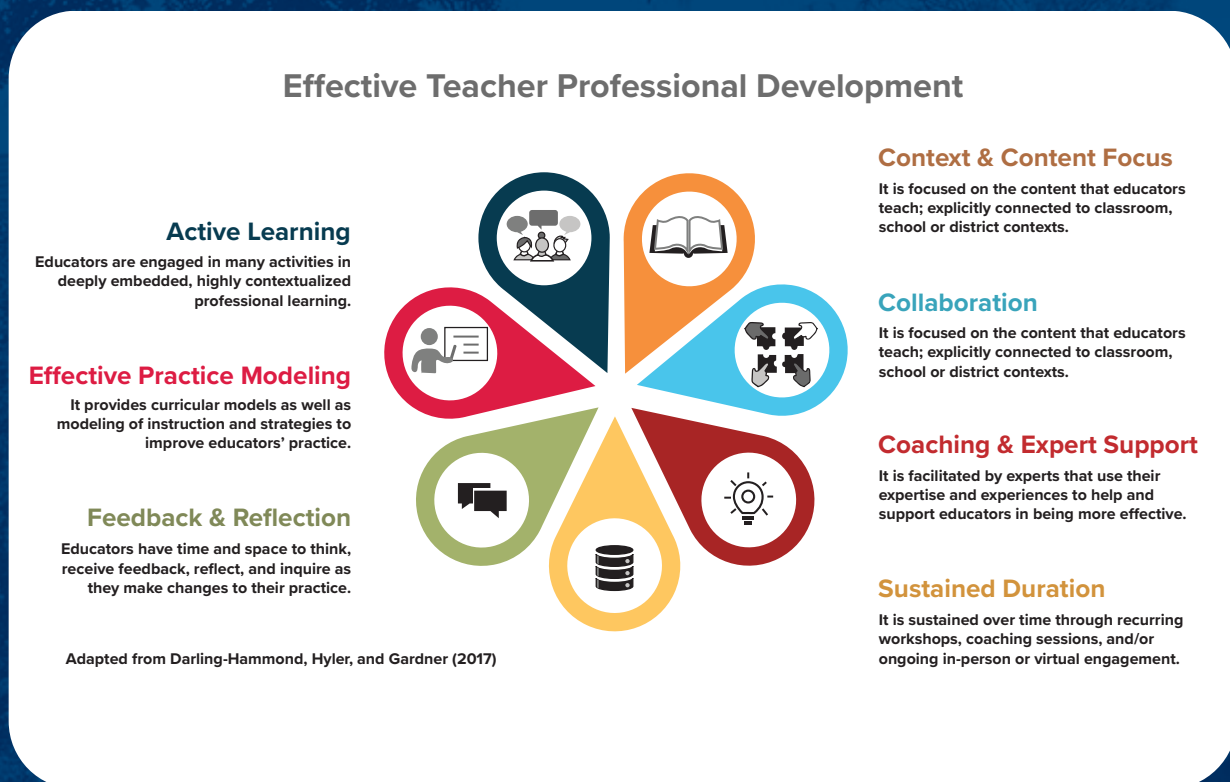 Effective Teacher Professional Development
Active Learning
Educators are engaged in many activities in
deeply embedded, highly contextualized
professional learning.
Effective Practice Modeling
It provides curricular models as well as
modeling of instruction and strategies to
improve educators’ practice.
Feedback & Reflection
Educators have time and space to think,
receive feedback, reflect, and inquire as
they make changes to their practice.
Context & Content Focus
It is focused on the content that educators
teach; explicitly connected to classroom,
school or district contexts.
Collaboration
It is focused on the content that educators
teach; explicitly connected to classroom,
school or district contexts.
Coaching & Expert Support
It is facilitated by experts that use their
expertise and experiences to help and
support educators in being more effective.
Sustained Duration
It is sustained over time through recurring
workshops, coaching sessions, and/or
ongoing in-person or virtual engagement.
Adapted from Darling-Hammond, Hyler, and Gardner (2017)